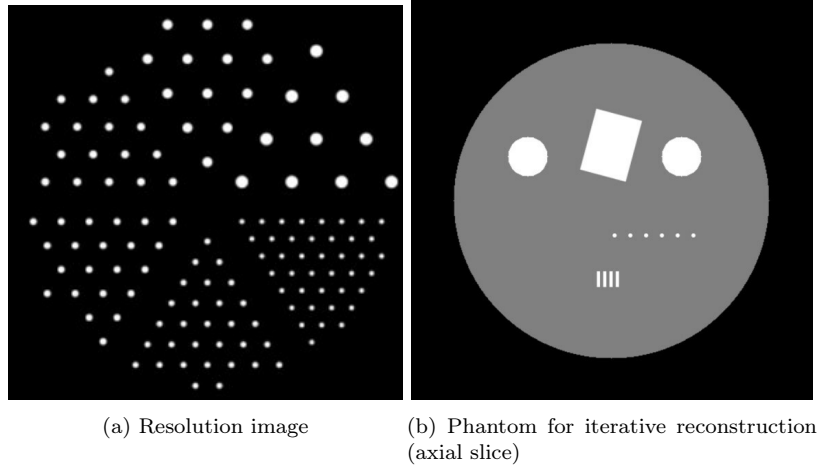 (a) Resolution image
(b) Phantom for iterative reconstruction
(axial slice)